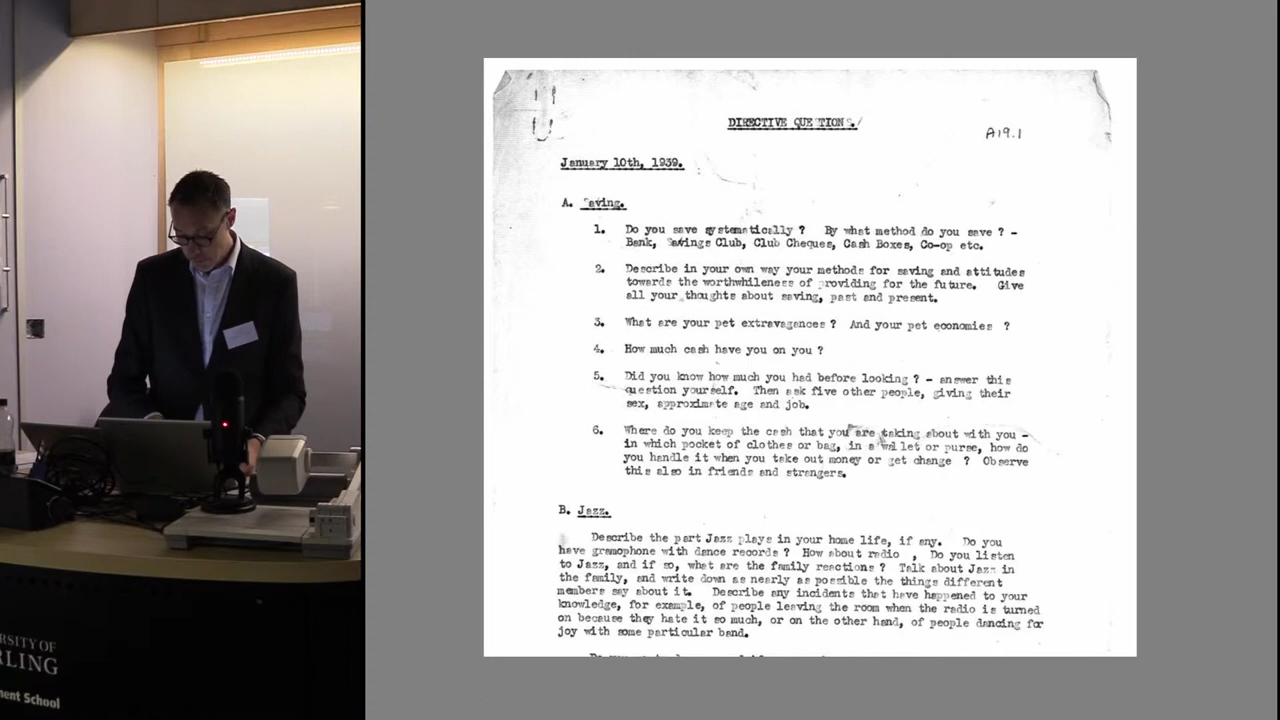 DIRECTIVE QUESTIONS.
A19.1
January 10th, 1939.
A. Saving.
1. Do you save systematically ? By what method do you save ? -
Bank, Savings Club, Club Cheques, Cash Boxes, Co-op etc.
2. Describe in your own way your methods for saving and attitudes
towards the worthwhileness of providing for the future. Give
all your thoughts about saving, past and present.
3. What are your pet extravagances ? And your pet economies ?
4. How much cash have you on you ?
5. Did you know how much you had before looking ? - answer this
question yourself. Then ask five other people, giving their
sex, approximate age and job.
6. Where do you keep the cash that you are taking about with you -
in which pocket of clothes or bag, in a wallet or purse, how do
you handle it when you take out money or get change ? Observe
this also in friends and strangers.
B. Jazz.
Describe the part Jazz plays in your home life, if any. Do you
have gramophone with dance records ? How about radio , Do you listen
to Jazz, and if so, what are the family reactions ? Talk about Jazz in
the family, and write down as nearly as possible the things different
members say about it. Describe any incidents that have happened to your
knowledge, for example, of people leaving the room when the radio is turned
on because they hate it so much, or on the other hand, of people dancing for
joy with some particular band.
RSITY OF
RLING
ment School